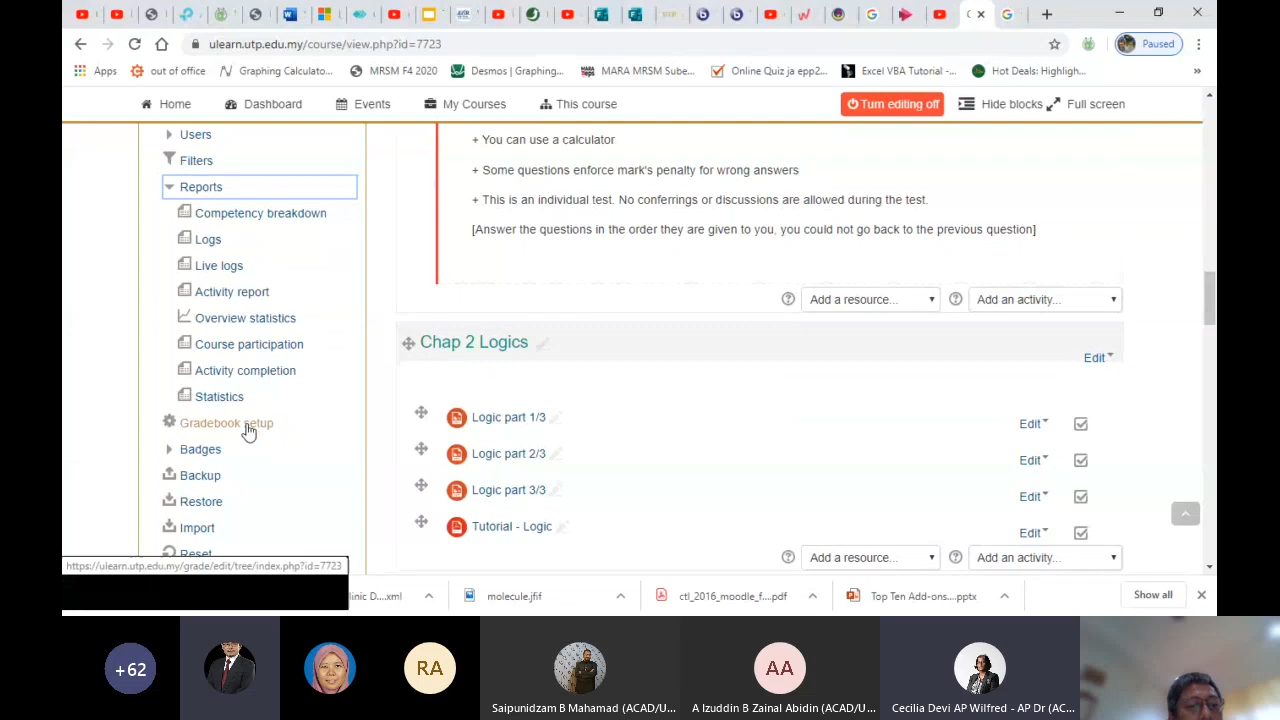 ulearn.utp.edu.my/course/view.php?id=7723
Paused
Apps
out of office
Graphing Calculato...
MRSM F4 2020
Desmos | Graphing...
MARA MRSM Sube...
Online Quiz ja epp2...
Excel VBA Tutorial -...
Hot Deals: Highligh...
»
Home
Dashboard
Events
My Courses
This course
Turn editing off
Hide blocks
Full screen
Users
Filters
Reports
Competency breakdown
Logs
Live logs
Activity report
Overview statistics
Course participation
Activity completion
Statistics
Gradebook setup
Badges
Backup
Restore
Import
Reset
+ You can use a calculator
+ Some questions enforce mark's penalty for wrong answers
+ This is an individual test. No conferrings or discussions are allowed during the test.
[Answer the questions in the order they are given to you, you could not go back to the previous question]
Add a resource...
Add an activity...
Chap 2 Logics
Edit
Logic part 1/3
Edit
Logic part 2/3
Edit
Logic part 3/3
Edit
Tutorial - Logic
Edit
Add a resource...
Add an activity...
https://ulearn.utp.edu.my/grade/edit/tree/index.php?id=7723
linic D....xml
molecule.jfif
ctl_2016_moodle_f....pdf
Top Ten Add-ons....pptx
Show all
+62
RA
AA
Saipunidzam B Mahamad (ACAD/U...
A Izuddin B Zainal Abidin (ACAD/U...
Cecilia Devi AP Wilfred - AP Dr (AC...